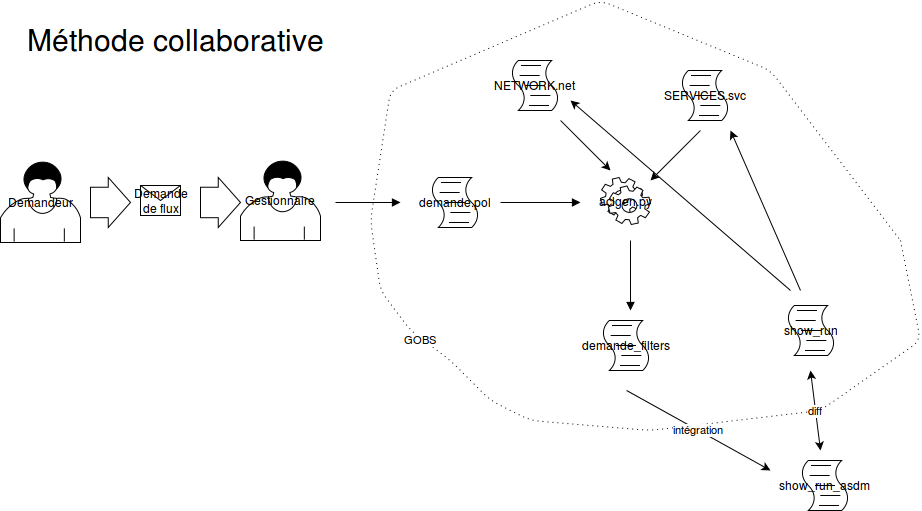 Méthode collaborative
NETWORK.net
SERVICES.svc
Demandeur
Demande
de flux
Gestionnaire
demande.pol
aclgen.py
GOBS
demande_filters
show_run
diff
intégration
show_run_asdm